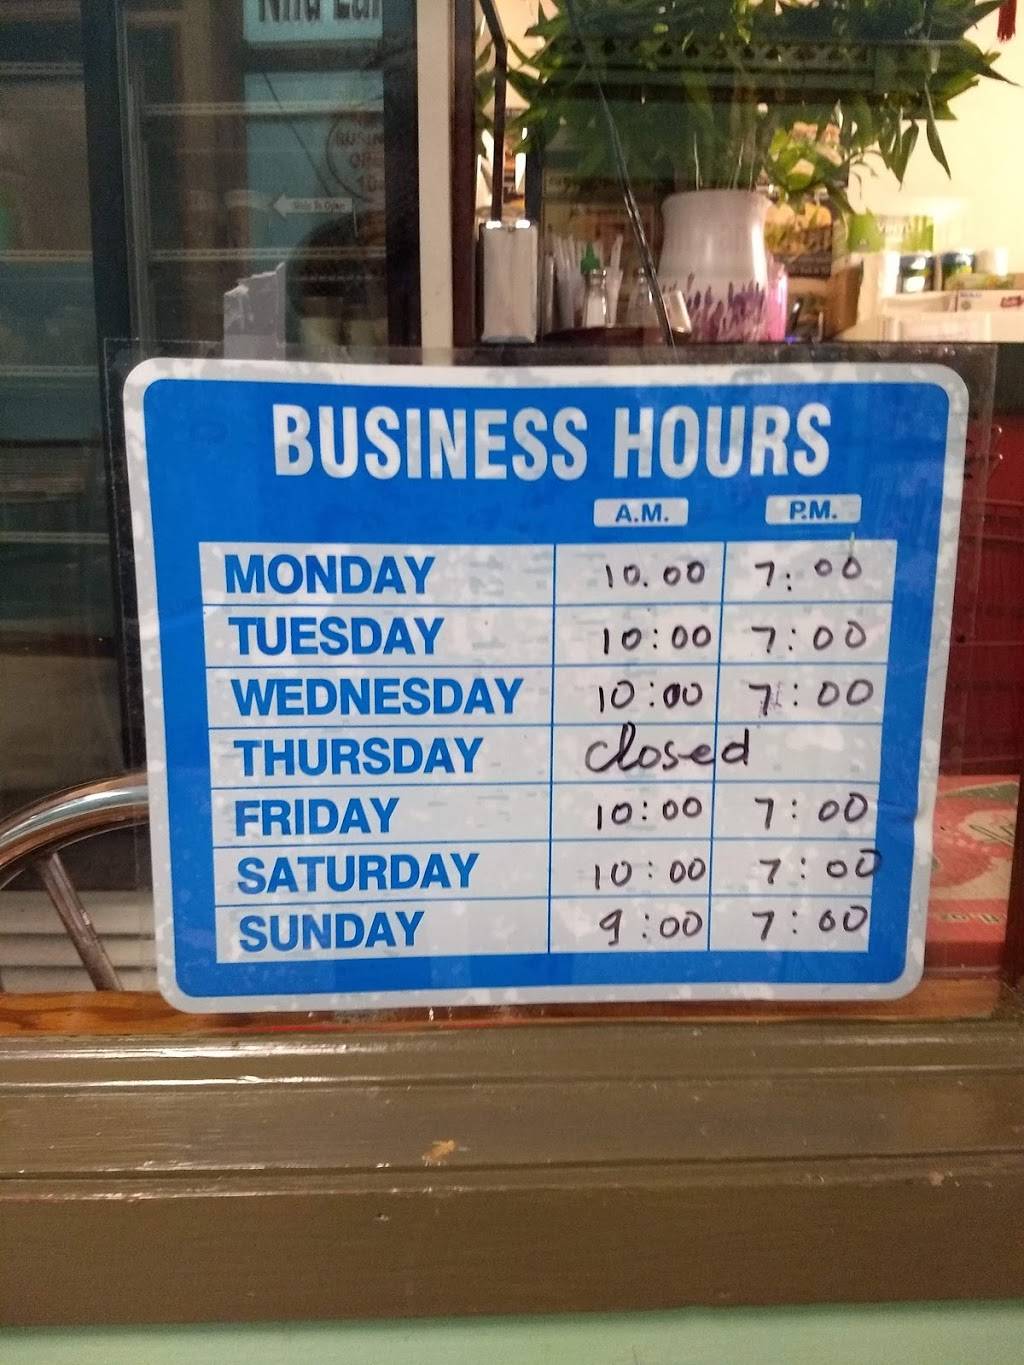 BUSINESS HOURS
A.M. P.M.
MONDAY 10.00 7:00
TUESDAY 10:00 7:00
WEDNESDAY 10:00 7:00
THURSDAY closed
FRIDAY 10:00 7:00
SATURDAY 10:00 7:00
SUNDAY 9:00 7:00